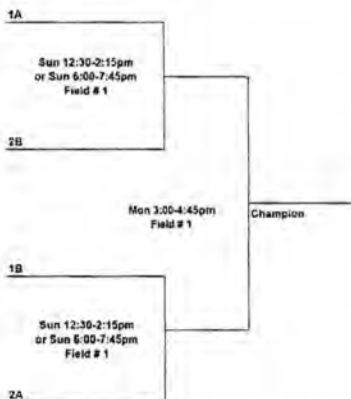 1A
Sun 12:30-2:15pm
or Sun 6:00-7:45pm
Field # 1
2B
Mon 3:00-4:45pm
Field # 1
Champion
1B
Sun 12:30-2:15pm
or Sun 6:00-7:45pm
Field # 1
2A